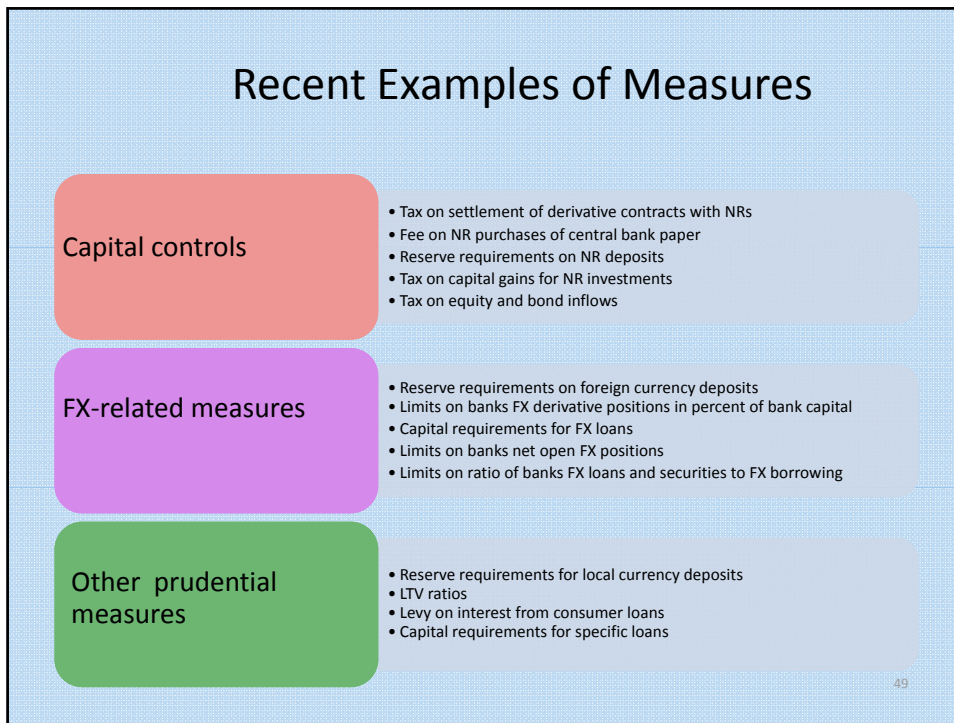 Recent Examples of Measures
Capital controls
• Tax on settlement of derivative contracts with NRs
• Fee on NR purchases of central bank paper
• Reserve requirements on NR deposits
• Tax on capital gains for NR investments
• Tax on equity and bond inflows
FX-related measures
• Reserve requirements on foreign currency deposits
• Limits on banks FX derivative positions in percent of bank capital
• Capital requirements for FX loans
• Limits on banks net open FX positions
• Limits on ratio of banks FX loans and securities to FX borrowing
Other prudential
measures
• Reserve requirements for local currency deposits
• LTV ratios
• Levy on interest from consumer loans
• Capital requirements for specific loans
49